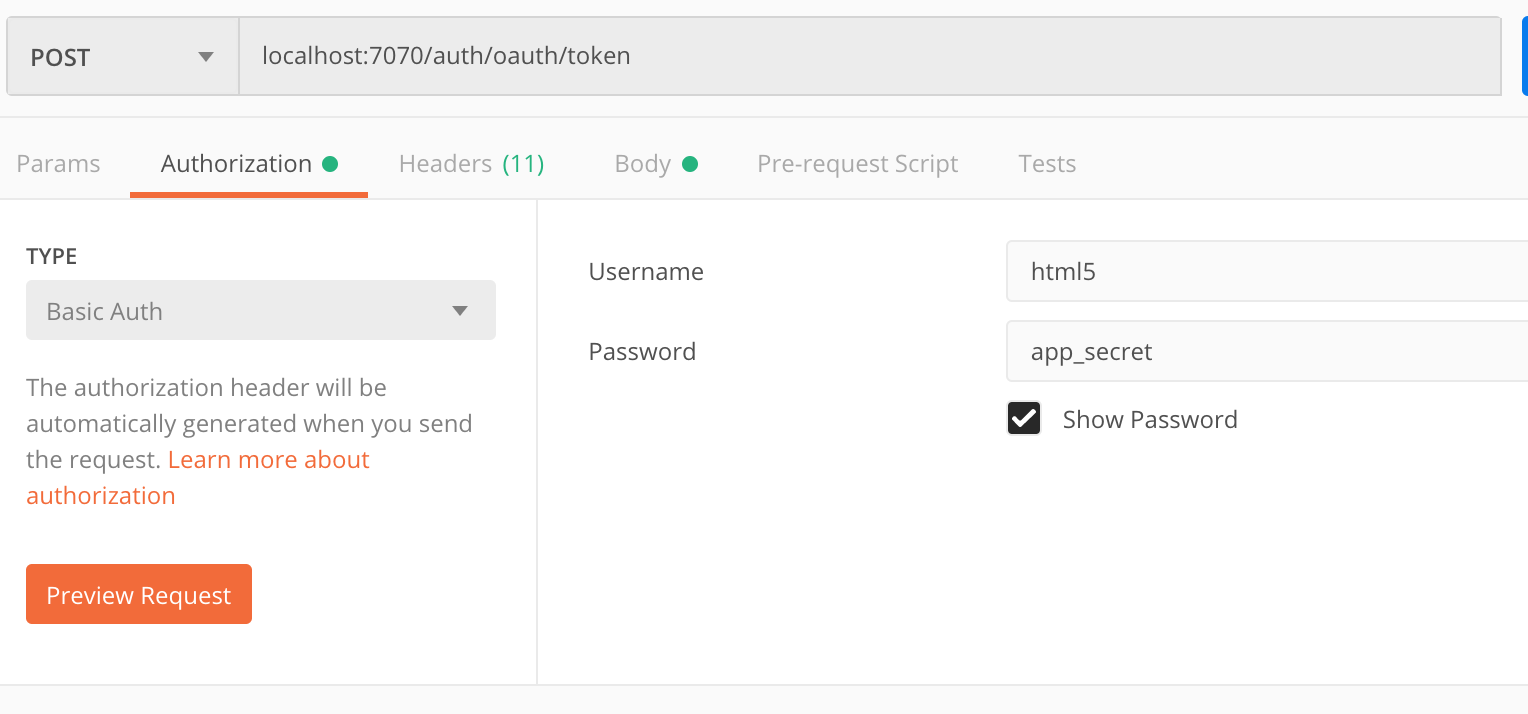 POST
localhost:7070/auth/oauth/token
Params
Authorization
Headers (11)
Body
Pre-request Script
Tests
TYPE
Basic Auth
The authorization header will be
automatically generated when you send
the request. Learn more about
authorization
Preview Request
Username
html5
Password
app_secret
Show Password